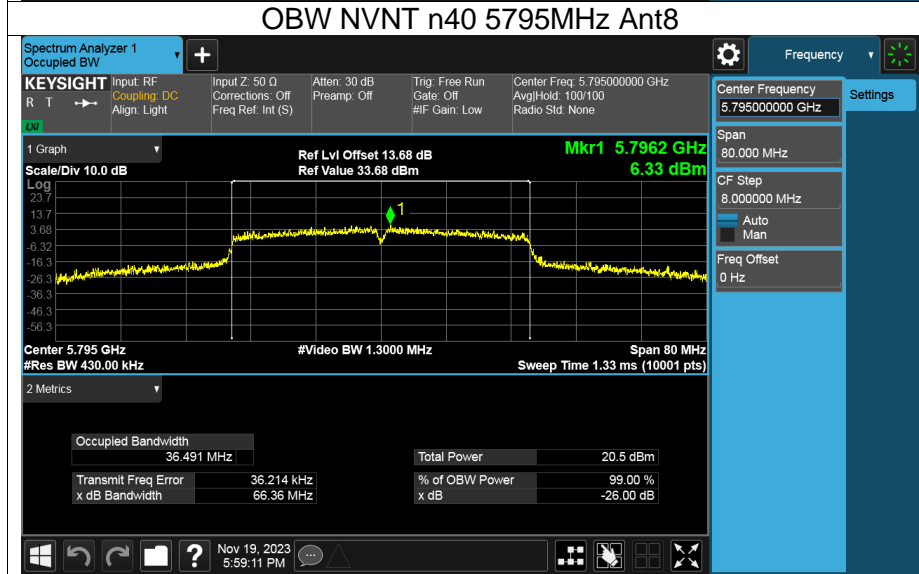 OBW NVNT n40 5795MHz Ant8
Spectrum Analyzer 1
Occupied BW
+
Frequency
KEYSIGHT
R T
LXI
Input: RF
Coupling: DC
Align: Light
Input Z: 50 Ω
Corrections: Off
Freq Ref: Int (S)
Atten: 30 dB
Preamp: Off
Trig: Free Run
Gate: Off
#IF Gain: Low
Center Freq: 5.795000000 GHz
Avg|Hold: 100/100
Radio Std: None
Center Frequency
5.795000000 GHz
Settings
Span
80.000 MHz
CF Step
8.000000 MHz
Auto
Man
Freq Offset
0 Hz
1 Graph
Scale/Div 10.0 dB
Ref Lvl Offset 13.68 dB
Ref Value 33.68 dBm
Mkr1 5.7962 GHz
6.33 dBm
Log
23.7
13.7
3.68
-6.32
-16.3
-26.3
-36.3
-46.3
-56.3
1
Center 5.795 GHz
#Res BW 430.00 kHz
#Video BW 1.3000 MHz
Span 80 MHz
Sweep Time 1.33 ms (10001 pts)
2 Metrics
Occupied Bandwidth
36.491 MHz
Total Power 20.5 dBm
Transmit Freq Error 36.214 kHz
% of OBW Power 99.00 %
x dB Bandwidth 66.36 MHz
x dB -26.00 dB
?
Nov 19, 2023
5:59:11 PM